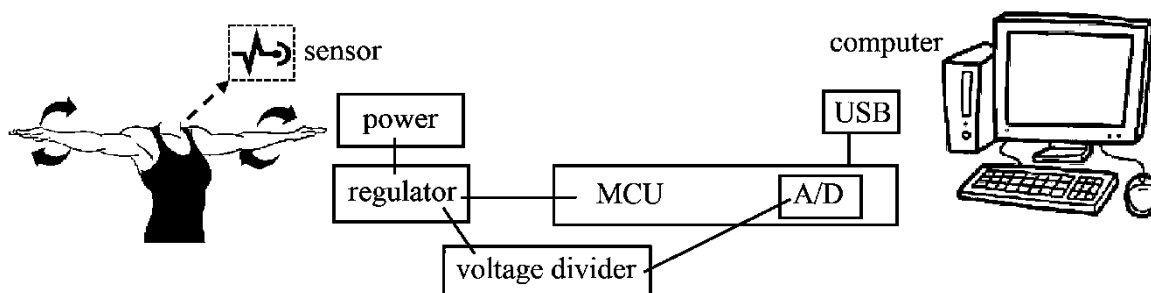 sensor
computer
power
USB
regulator
MCU
A/D
voltage divider